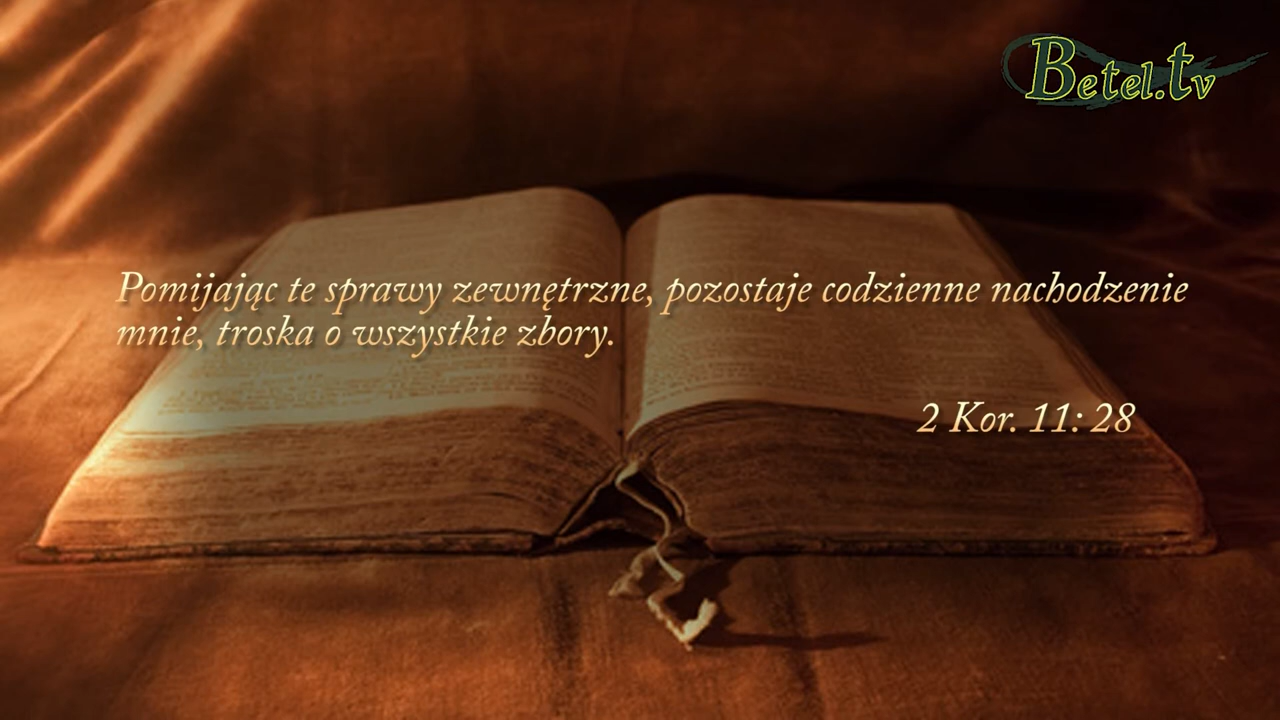 Betel.tv
Pomijając te sprawy zewnętrzne, pozostaje codzienne nachodzenie
mnie, troska o wszystkie zbory.
2 Kor. 11: 28